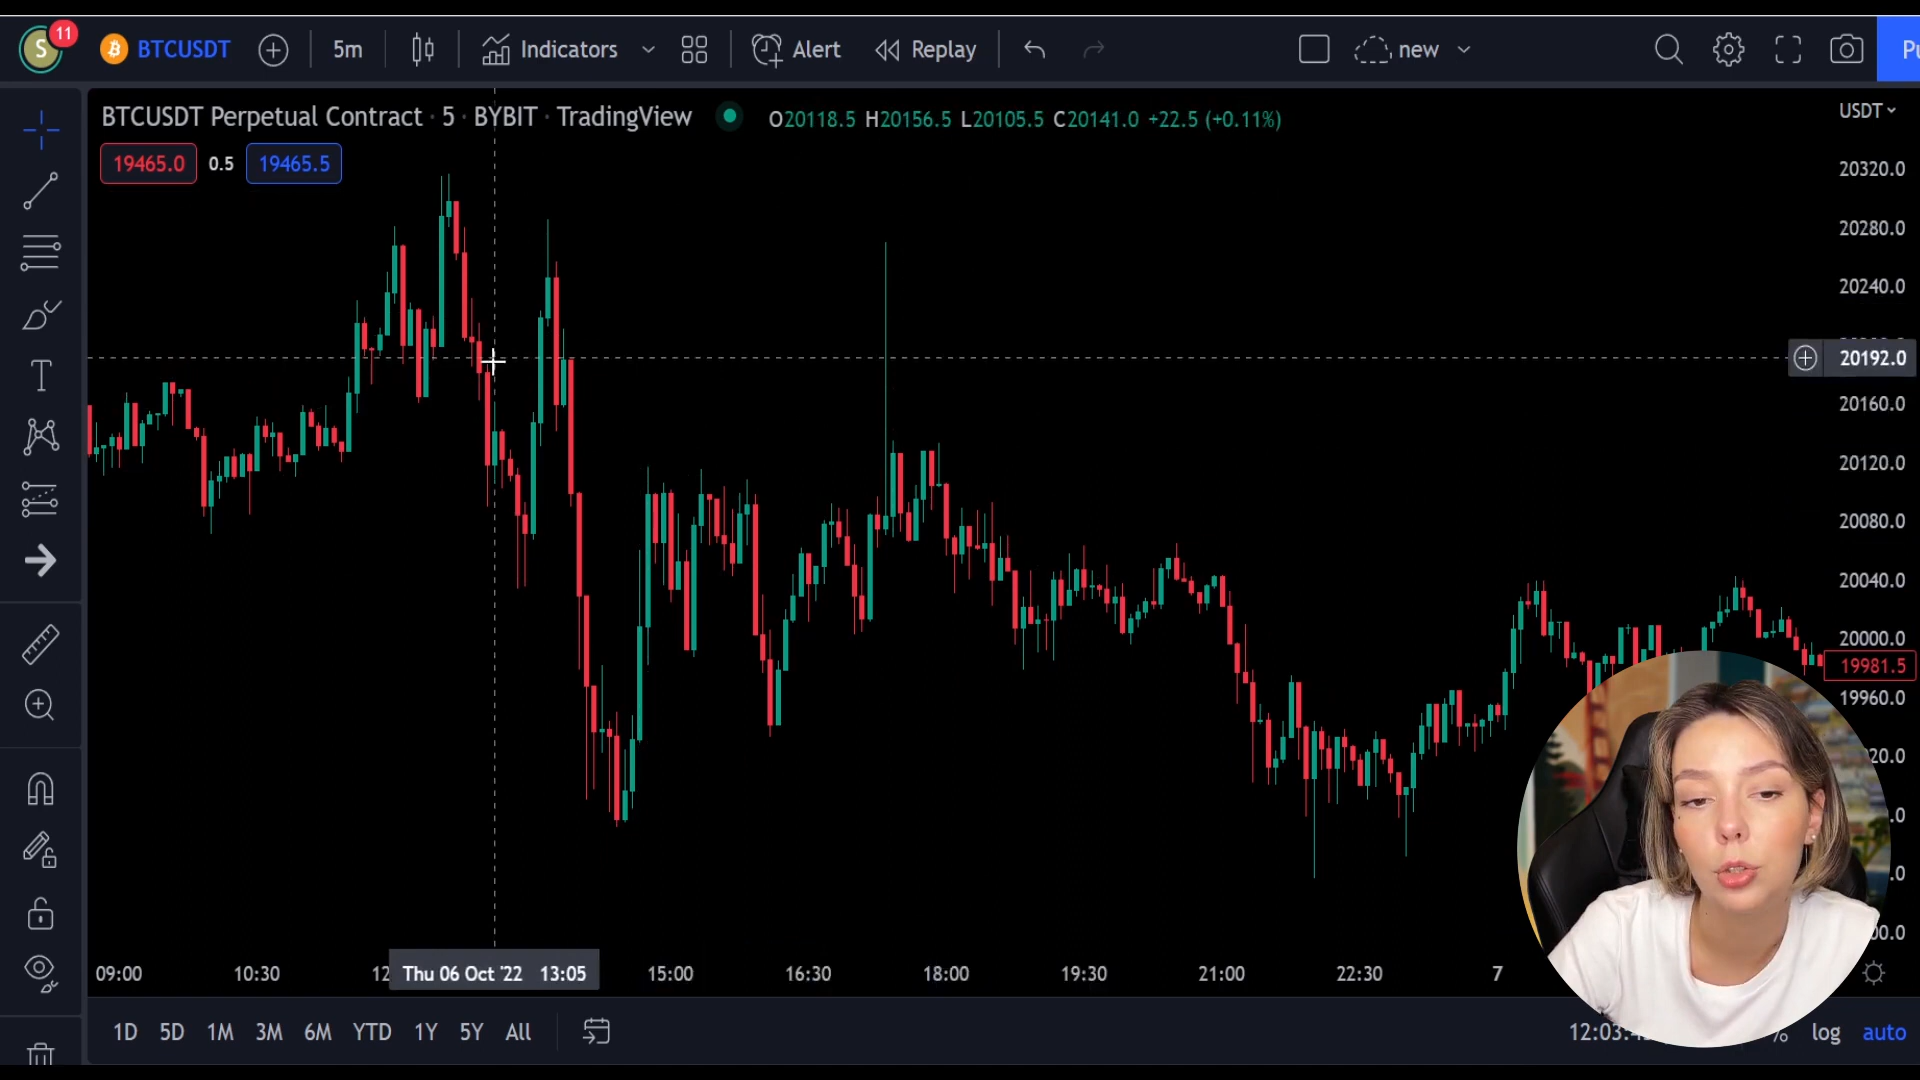 S 11 BTCUSDT 5m Indicators Alert Replay new Pu
BTCUSDT Perpetual Contract · 5 · BYBIT · TradingView O20118.5 H20156.5 L20105.5 C20141.0 +22.5 (+0.11%)
USDT
19465.0 0.5 19465.5
20320.0
20280.0
20240.0
20192.0
20160.0
20120.0
20080.0
20040.0
20000.0
19981.5
19960.0
09:00 10:30 12 Thu 06 Oct '22 13:05 15:00 16:30 18:00 19:30 21:00 22:30 7
1D 5D 1M 3M 6M YTD 1Y 5Y All 12:03: % log auto